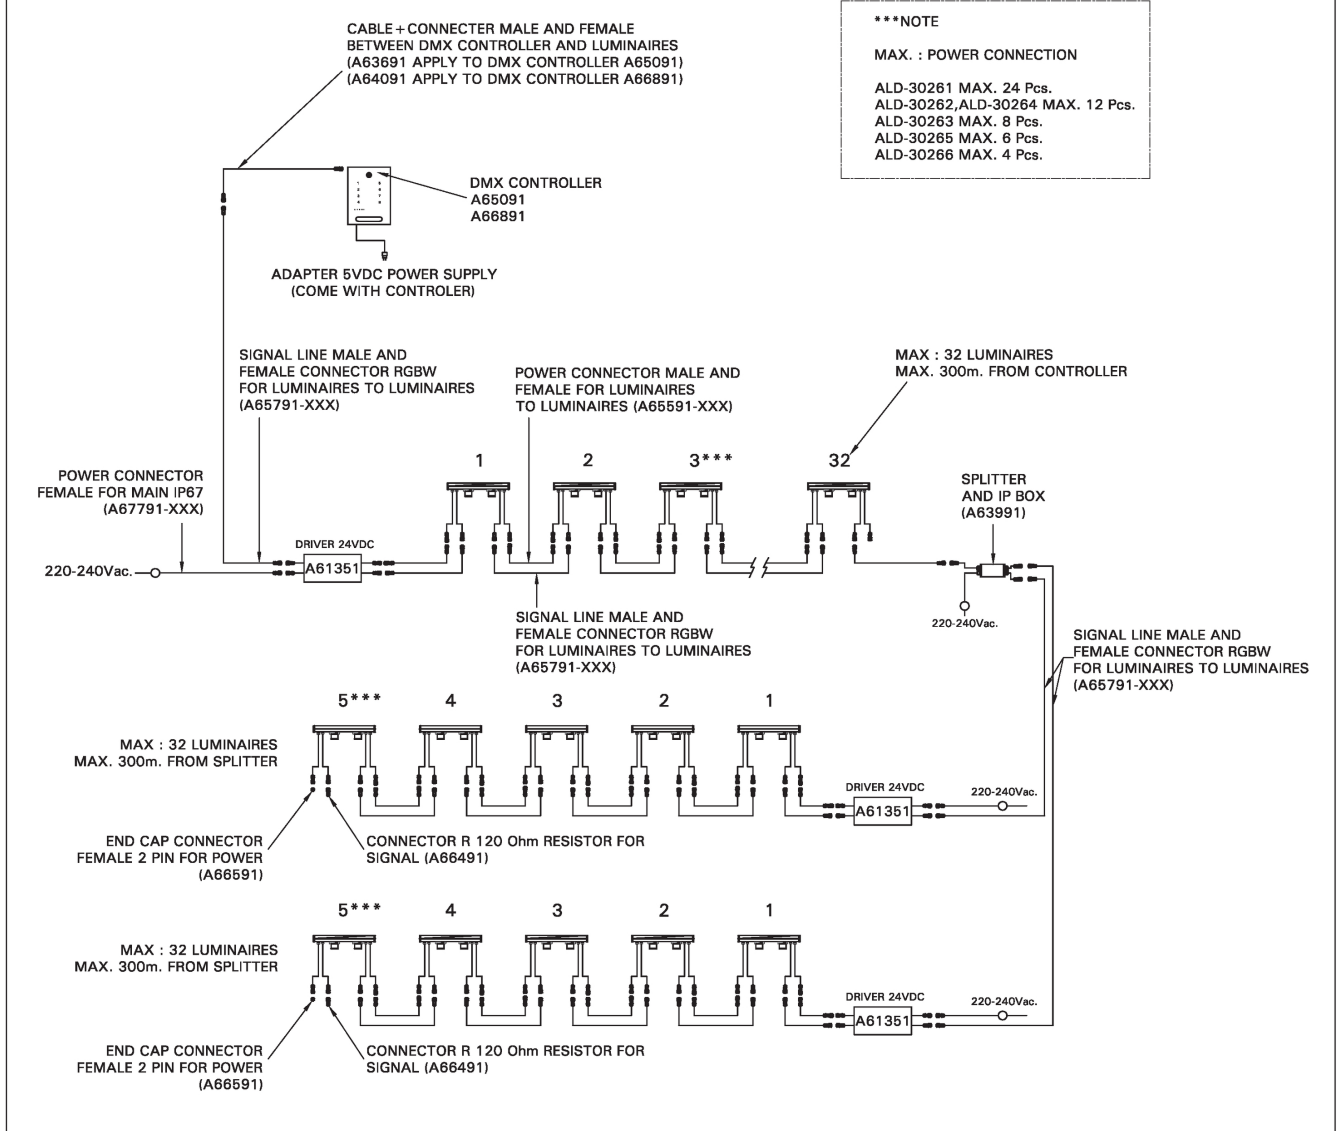 CABLE+CONNECTER MALE AND FEMALE
BETWEEN DMX CONTROLLER AND LUMINAIRES
(A63691 APPLY TO DMX CONTROLLER A65091)
(A64091 APPLY TO DMX CONTROLLER A66891)
***NOTE
MAX. : POWER CONNECTION
ALD-30261 MAX. 24 Pcs.
ALD-30262,ALD-30264 MAX. 12 Pcs.
ALD-30263 MAX. 8 Pcs.
ALD-30265 MAX. 6 Pcs.
ALD-30266 MAX. 4 Pcs.
DMX CONTROLLER
A65091
A66891
ADAPTER 5VDC POWER SUPPLY
(COME WITH CONTROLER)
SIGNAL LINE MALE AND
FEMALE CONNECTOR RGBW
FOR LUMINAIRES TO LUMINAIRES
(A65791-XXX)
POWER CONNECTOR MALE AND
FEMALE FOR LUMINAIRES
TO LUMINAIRES (A65591-XXX)
MAX : 32 LUMINAIRES
MAX. 300m. FROM CONTROLLER
1 2 3*** 32
POWER CONNECTOR
FEMALE FOR MAIN IP67
(A67791-XXX)
SPLITTER
AND IP BOX
(A63991)
DRIVER 24VDC
A61351
220-240Vac.
220-240Vac.
SIGNAL LINE MALE AND
FEMALE CONNECTOR RGBW
FOR LUMINAIRES TO LUMINAIRES
(A65791-XXX)
SIGNAL LINE MALE AND
FEMALE CONNECTOR RGBW
FOR LUMINAIRES TO LUMINAIRES
(A65791-XXX)
5*** 4 3 2 1
MAX : 32 LUMINAIRES
MAX. 300m. FROM SPLITTER
DRIVER 24VDC
A61351
220-240Vac.
END CAP CONNECTOR
FEMALE 2 PIN FOR POWER
(A66591)
CONNECTOR R 120 Ohm RESISTOR FOR
SIGNAL (A66491)
5*** 4 3 2 1
MAX : 32 LUMINAIRES
MAX. 300m. FROM SPLITTER
DRIVER 24VDC
A61351
220-240Vac.
END CAP CONNECTOR
FEMALE 2 PIN FOR POWER
(A66591)
CONNECTOR R 120 Ohm RESISTOR FOR
SIGNAL (A66491)